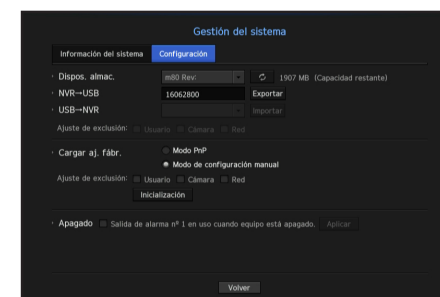 Gestión del sistema
Información del sistema Configuración
Dispos. almac. m80 Rev: 1907 MB (Capacidad restante)
NVR→USB 16062800 Exportar
USB→NVR Importar
Ajuste de exclusión: Usuario Cámara Red
Cargar aj. fábr. Modo PnP
Modo de configuración manual
Ajuste de exclusión: Usuario Cámara Red
Inicialización
Apagado Salida de alarma nº 1 en uso cuando equipo está apagado. Aplicar
Volver